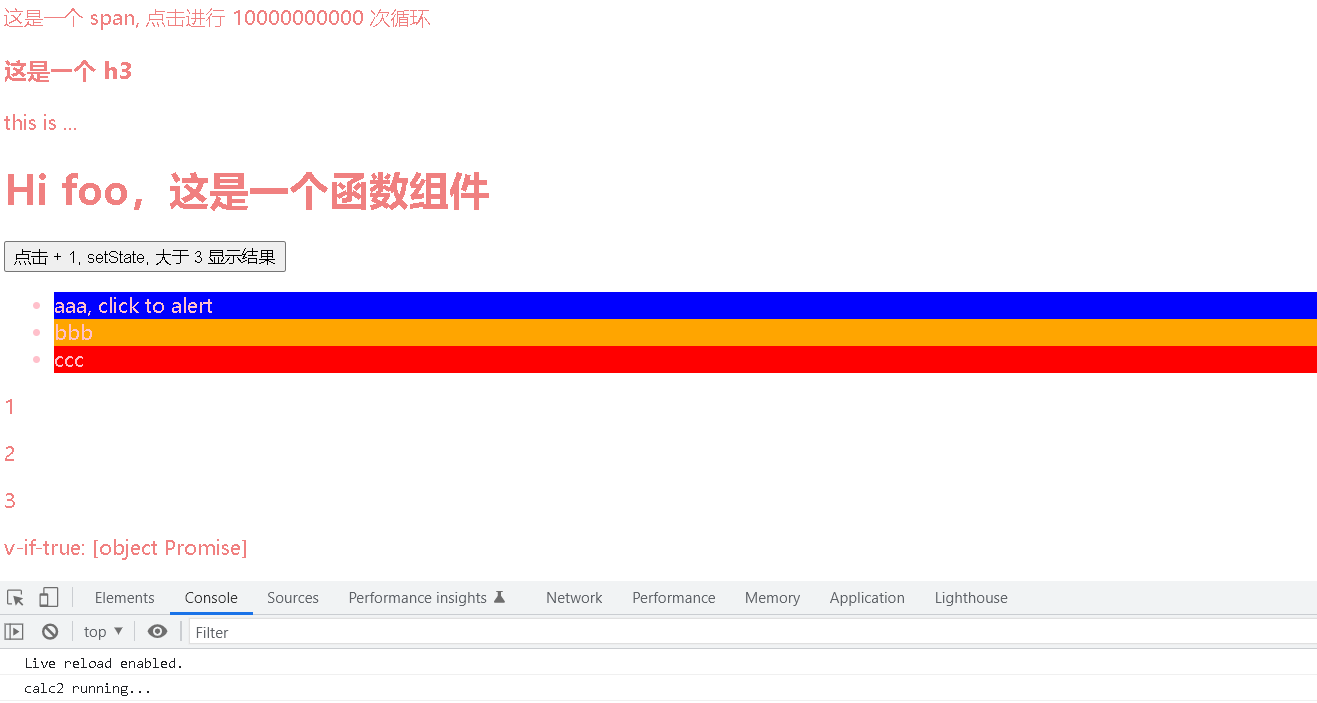 这是一个 span, 点击进行 10000000000 次循环
这是一个 h3
this is ...
Hi foo，这是一个函数组件
点击 + 1, setState, 大于 3 显示结果
aaa, click to alert
bbb
ccc
1
2
3
v-if-true: [object Promise]
Elements Console Sources Performance insights Network Performance Memory Application Lighthouse
top Filter
Live reload enabled.
calc2 running...